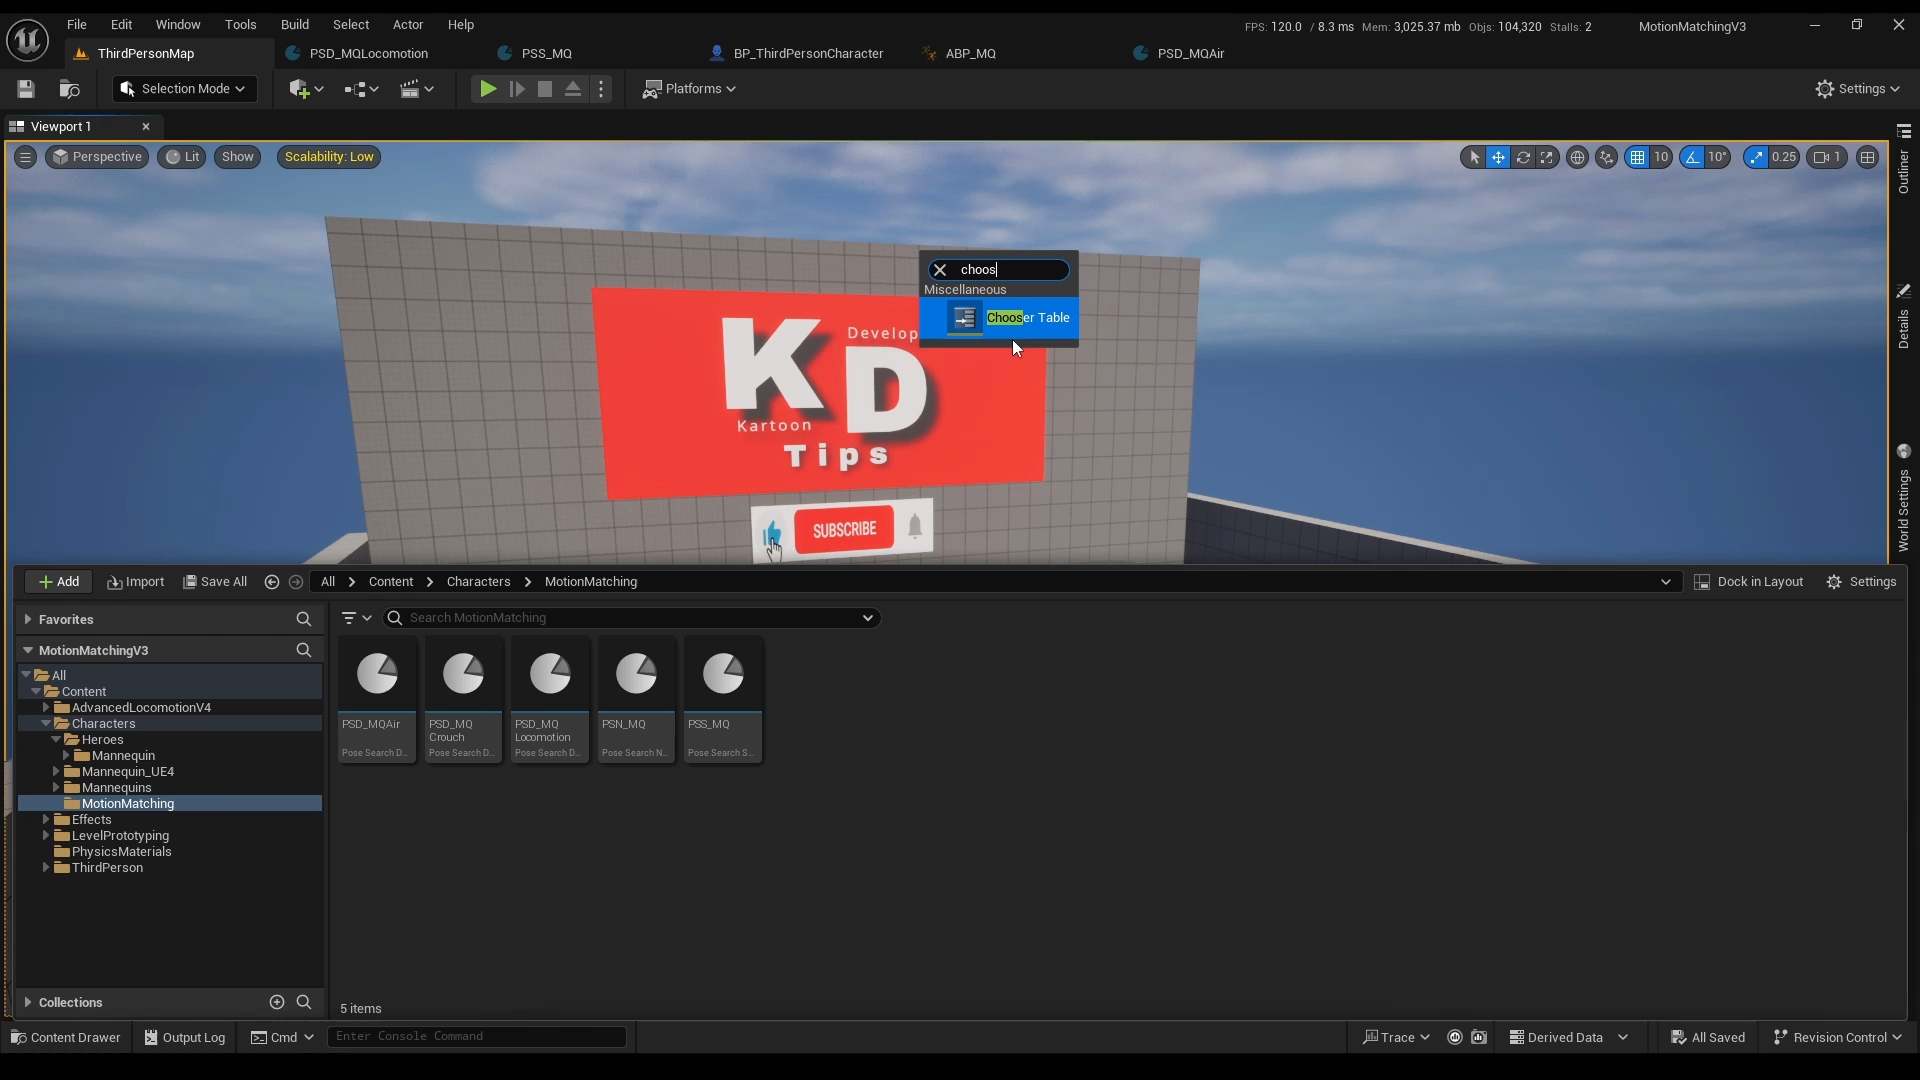 File Edit Window Tools Build Select Actor Help
FPS: 120.0 / 8.3 ms Mem: 3,025.37 mb Objs: 104,320 Stalls: 2 MotionMatchingV3
ThirdPersonMap PSD_MQLocomotion PSS_MQ BP_ThirdPersonCharacter ABP_MQ PSD_MQAir
Selection Mode Platforms Settings
Viewport 1
Perspective Lit Show Scalability: Low 10 10° 0.25 1
Outliner
Details
World Settings
choos
Miscellaneous
Chooser Table
Develop
K D
Kartoon
Tips
SUBSCRIBE
Add Import Save All All Content Characters MotionMatching Dock in Layout Settings
Favorites
Search MotionMatching
MotionMatchingV3
All
Content
AdvancedLocomotionV4
Characters
Heroes
Mannequin
Mannequin_UE4
Mannequins
MotionMatching
Effects
LevelPrototyping
PhysicsMaterials
ThirdPerson
PSD_MQAir
Pose Search D...
PSD_MQ
Crouch
Pose Search D...
PSD_MQ
Locomotion
Pose Search D...
PSN_MQ
Pose Search N...
PSS_MQ
Pose Search S...
Collections
5 items
Content Drawer Output Log Cmd Enter Console Command Trace Derived Data All Saved Revision Control